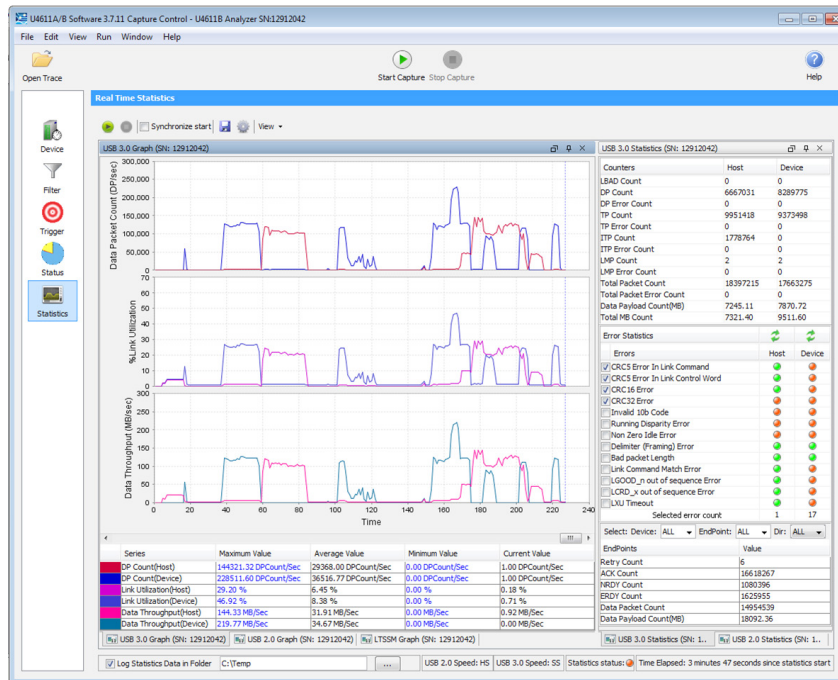 U4611A/B Software 3.7.11 Capture Control - U4611B Analyzer SN:12912042
File Edit View Run Window Help
Open Trace
Start Capture Stop Capture
Help
Real Time Statistics
Device
Filter
Trigger
Status
Statistics
Synchronize start
View
USB 3.0 Graph (SN: 12912042)
Data Packet Count (DP/sec)
300,000
250,000
200,000
150,000
100,000
50,000
0
%Link Utilization
70
60
50
40
30
20
10
0
Data Throughput (MB/sec)
300
250
200
150
100
50
0
0 20 40 60 80 100 120 140 160 180 200 220 240
Time
Series Maximum Value Average Value Minimum Value Current Value
DP Count(Host) 144321.32 DPCount/Sec 29368.00 DPCount/Sec 0.00 DPCount/Sec 1.00 DPCount/Sec
DP Count(Device) 228511.60 DPCount/Sec 36516.77 DPCount/Sec 0.00 DPCount/Sec 1.00 DPCount/Sec
Link Utilization(Host) 29.20 % 6.45 % 0.00 % 0.18 %
Link Utilization(Device) 46.92 % 8.38 % 0.00 % 0.71 %
Data Throughput(Host) 144.33 MB/Sec 31.91 MB/Sec 0.00 MB/Sec 0.92 MB/Sec
Data Throughput(Device) 219.77 MB/Sec 34.67 MB/Sec 0.00 MB/Sec 0.00 MB/Sec
USB 3.0 Graph (SN: 12912042) USB 2.0 Graph (SN: 12912042) LTSSM Graph (SN: 12912042)
USB 3.0 Statistics (SN: 12912042)
Counters Host Device
LBAD Count 0 0
DP Count 6667031 8289775
DP Error Count 0 0
TP Count 9951418 9373498
TP Error Count 0 0
ITP Count 1778764 0
ITP Error Count 0 0
LMP Count 2 2
LMP Error Count 0 0
Total Packet Count 18397215 17663275
Total Packet Error Count 0 0
Data Payload Count(MB) 7245.11 7870.72
Total MB Count 7321.40 9511.60
Error Statistics
Errors Host Device
CRC5 Error In Link Command
CRC5 Error In Link Control Word
CRC16 Error
CRC32 Error
Invalid 10b Code
Running Disparity Error
Non Zero Idle Error
Delimiter (Framing) Error
Bad packet Length
Link Command Match Error
LGOOD_n out of sequence Error
LCRD_x out of sequence Error
LXU Timeout
Selected error count 1 17
Select: Device: ALL EndPoint: ALL Dir: ALL
EndPoints Value
Retry Count 6
ACK Count 16618267
NRDY Count 1080396
ERDY Count 1625955
Data Packet Count 14954539
Data Payload Count(MB) 18092.36
USB 3.0 Statistics (SN: 1.. USB 2.0 Statistics (SN: 1..
Log Statistics Data in Folder C:\Temp ... USB 2.0 Speed: HS USB 3.0 Speed: SS Statistics status: Time Elapsed: 3 minutes 47 seconds since statistics start